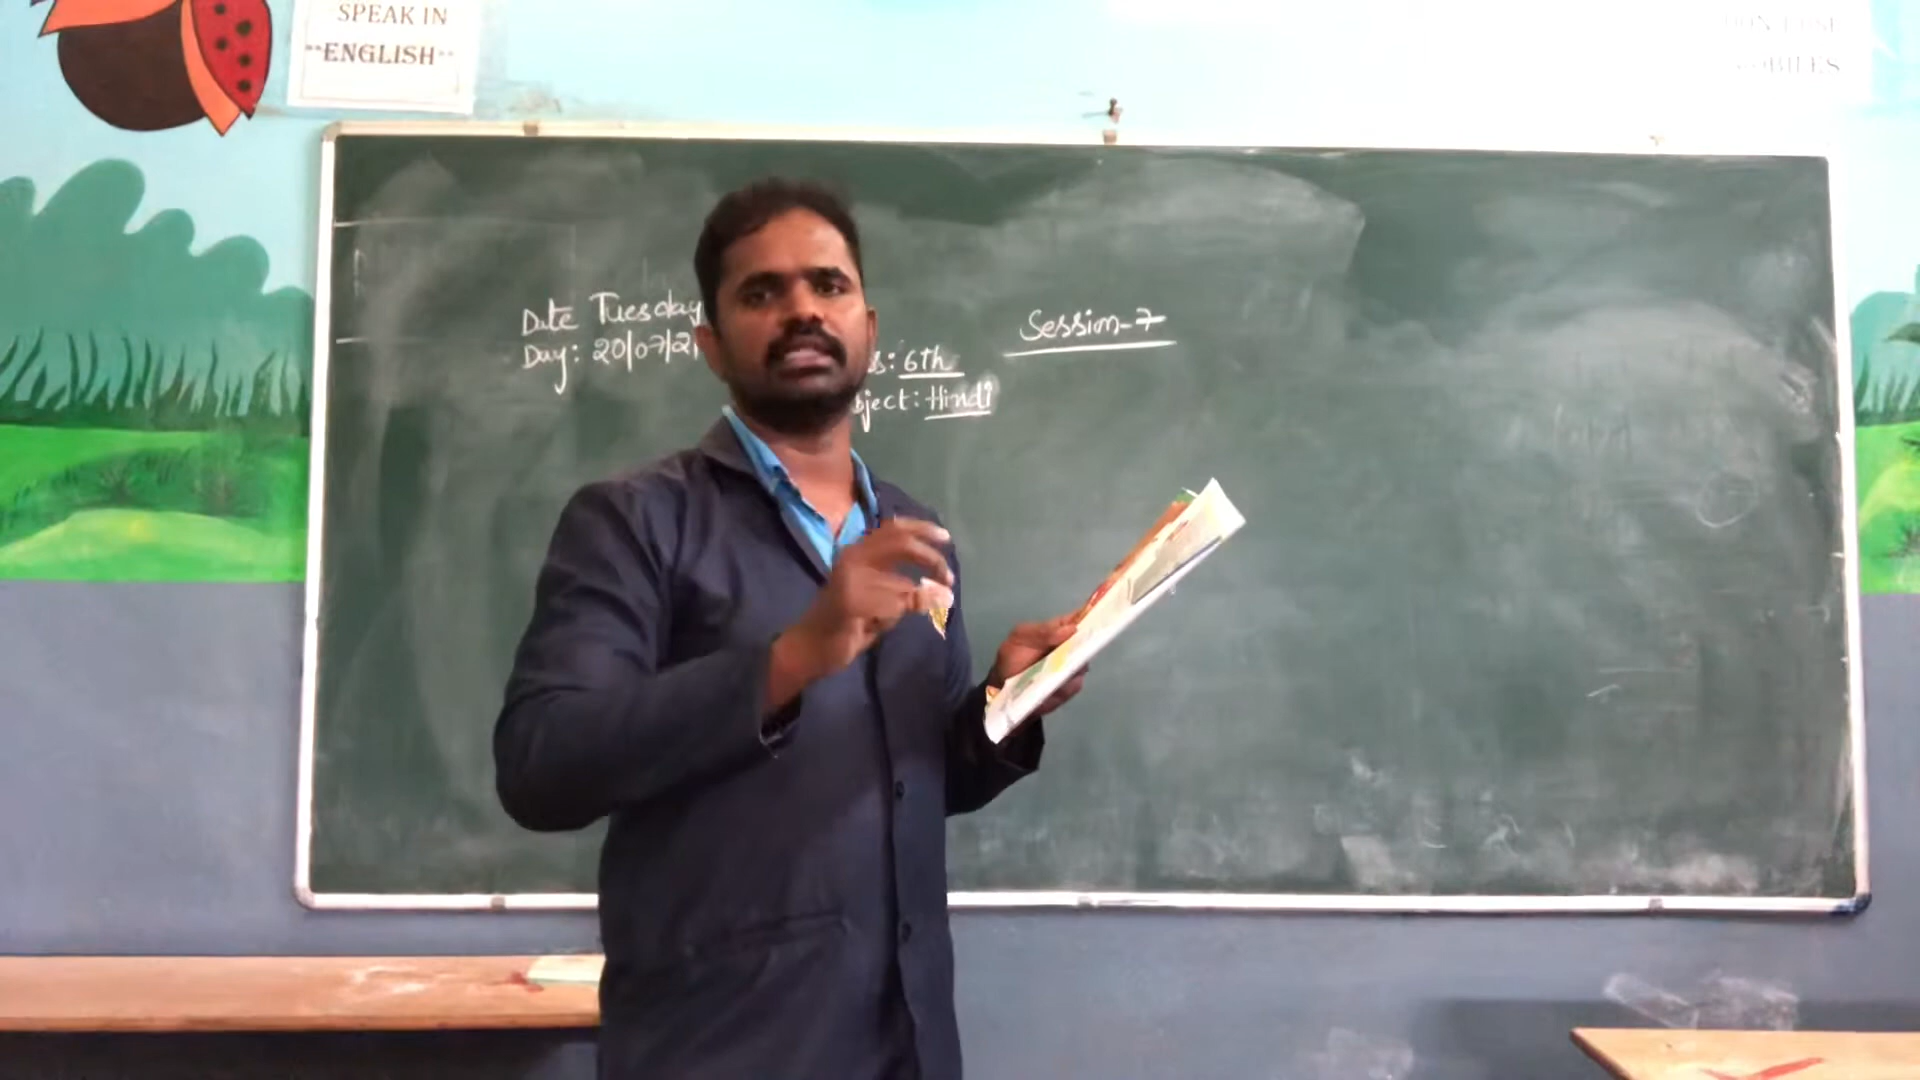 SPEAK IN
"ENGLISH"
Date Tuesday
Day: 20/07/21
s: 6th
bject: Hindi
Session-7